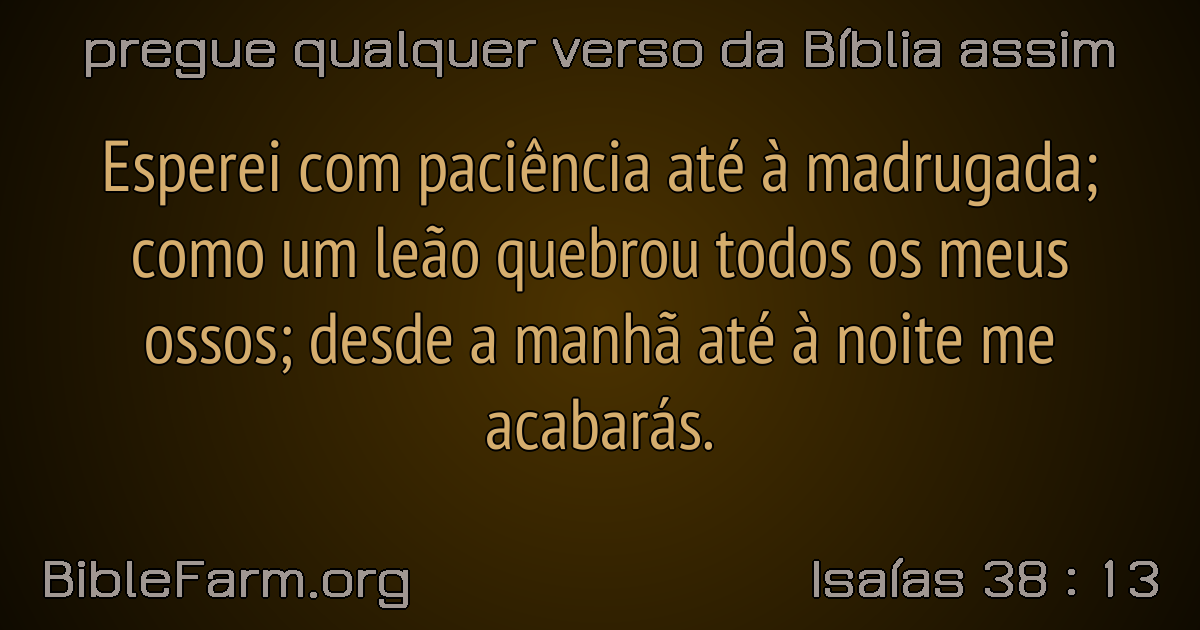 pregue qualquer verso da Bíblia assim
Esperei com paciência até à madrugada;
como um leão quebrou todos os meus
ossos; desde a manhã até à noite me
acabarás.
BibleFarm.org
Isaías 38 : 13